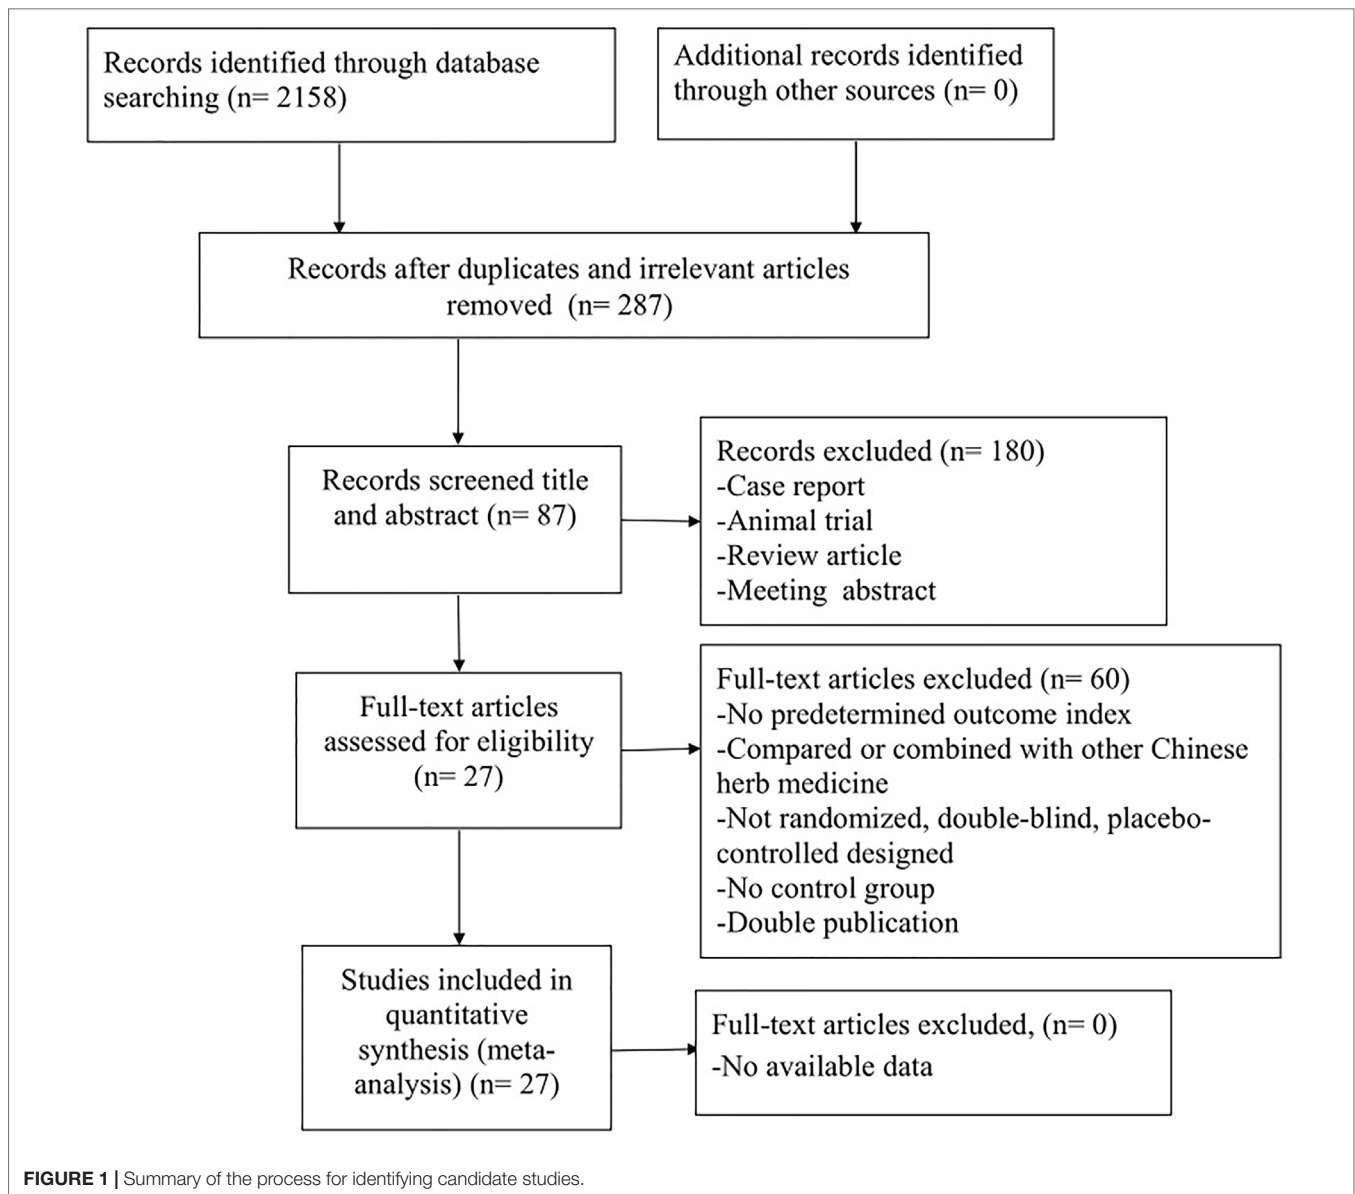 Records identified through database
searching (n= 2158)
Additional records identified
through other sources (n= 0)
Records after duplicates and irrelevant articles
removed (n= 287)
Records screened title
and abstract (n= 87)
Records excluded (n= 180)
-Case report
-Animal trial
-Review article
-Meeting abstract
Full-text articles
assessed for eligibility
(n= 27)
Full-text articles excluded (n= 60)
-No predetermined outcome index
-Compared or combined with other Chinese
herb medicine
-Not randomized, double-blind, placebo-
controlled designed
-No control group
-Double publication
Studies included in
quantitative
synthesis (meta-
analysis) (n= 27)
Full-text articles excluded, (n= 0)
-No available data
FIGURE 1 | Summary of the process for identifying candidate studies.